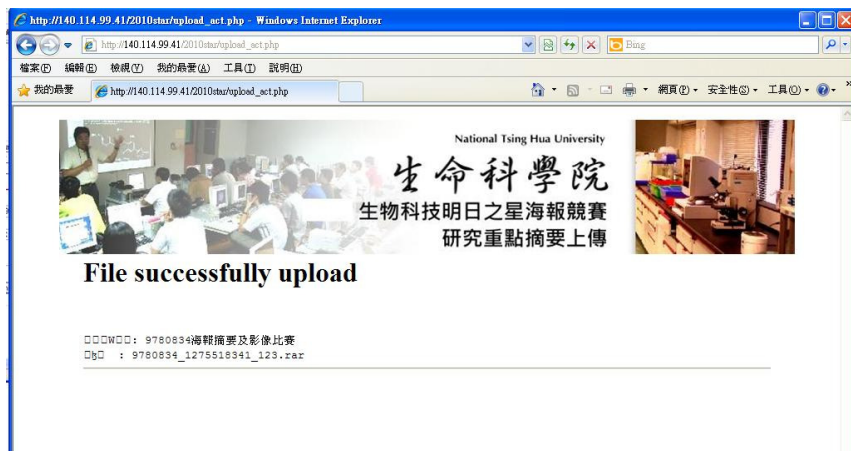 http://140.114.99.41/2010star/upload_act.php - Windows Internet Explorer
http://140.114.99.41/2010star/upload_act.php
Bing
檔案(F) 編輯(E) 檢視(V) 我的最愛(A) 工具(T) 說明(H)
我的最愛 http://140.114.99.41/2010star/upload_act.php 網頁(P) 安全性(S) 工具(O)
National Tsing Hua University
生命科學院
生物科技明日之星海報競賽
研究重點摘要上傳
File successfully upload
□□□W□□: 9780834海報摘要及影像比賽
□ђ□ : 9780834_1275518341_123.rar